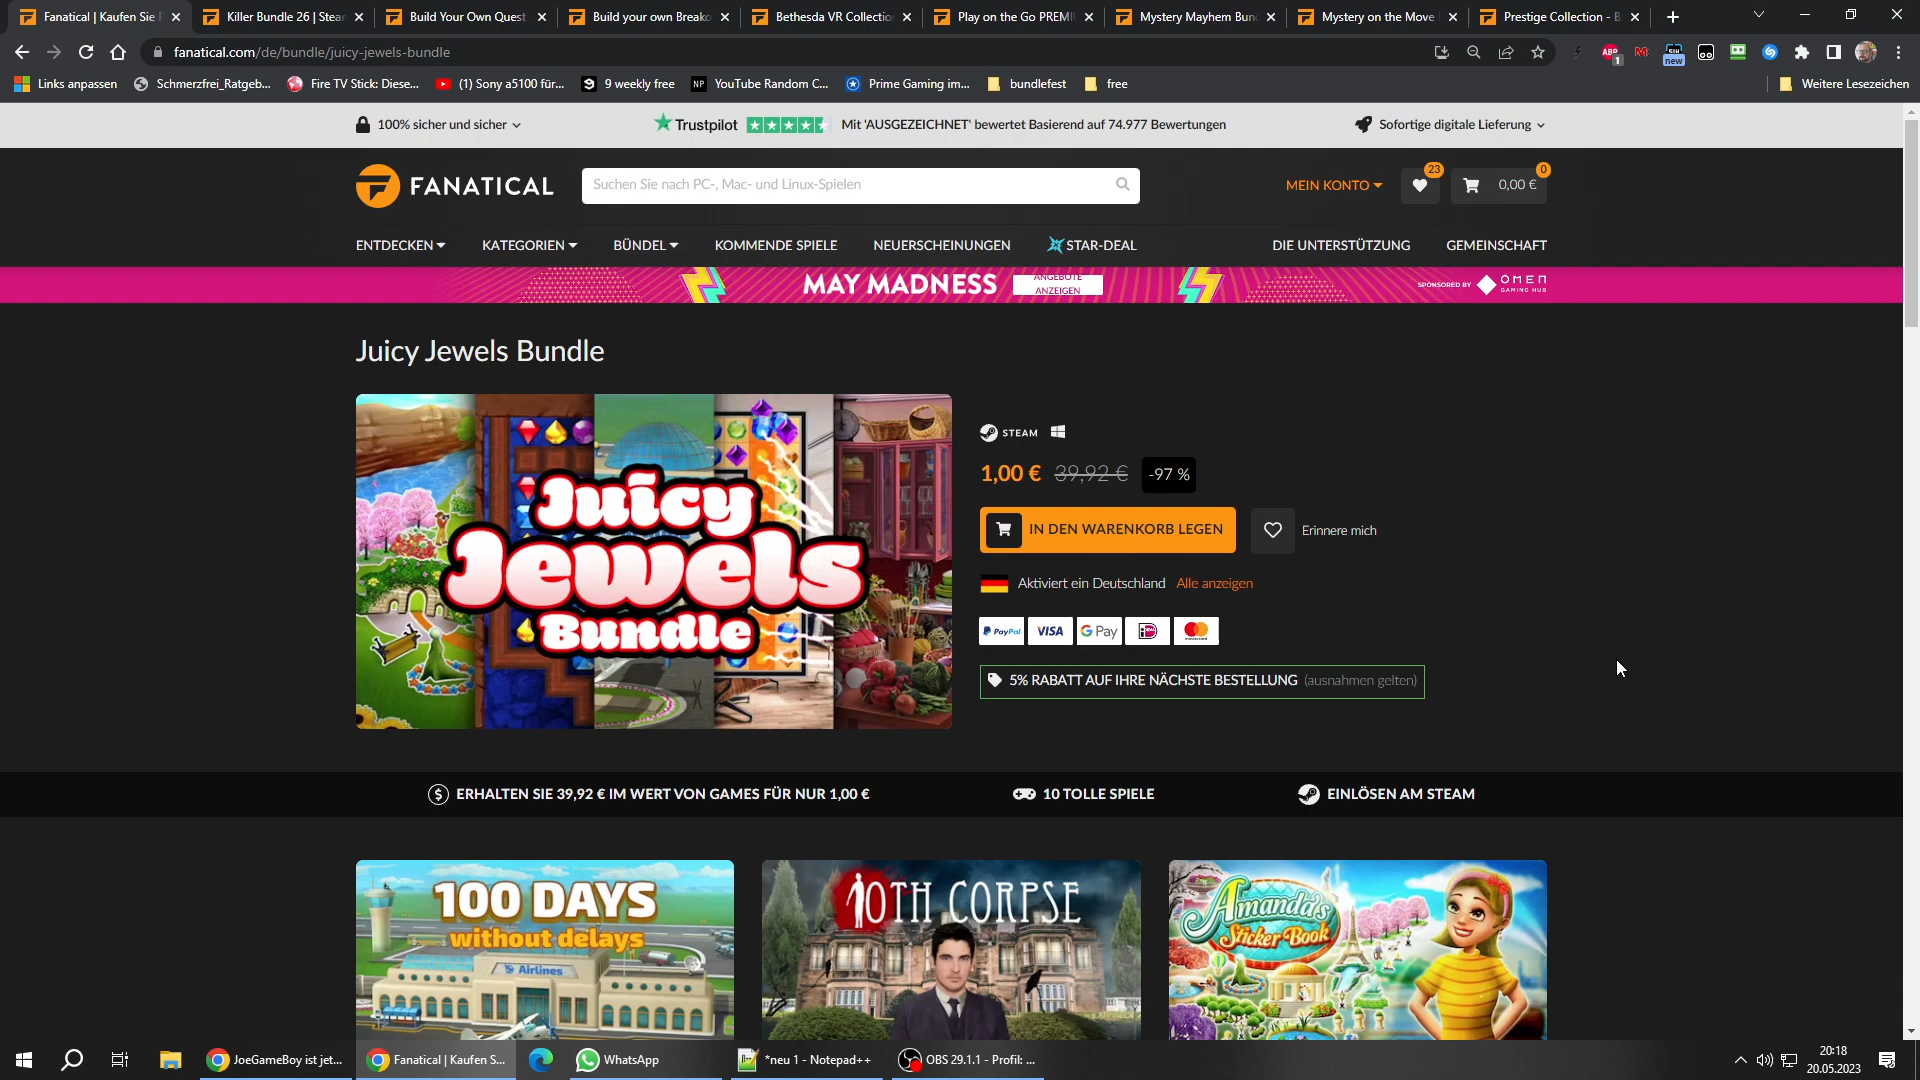 Fanatical | Kaufen Sie F
Killer Bundle 26 | Stear
Build Your Own Quest
Build your own Breako
Bethesda VR Collectio
Play on the Go PREMI
Mystery Mayhem Bun
Mystery on the Move
Prestige Collection - B
fanatical.com/de/bundle/juicy-jewels-bundle
ABP
1
new
Links anpassen
Schmerzfrei_Ratgeb...
Fire TV Stick: Diese...
(1) Sony a5100 für...
9 weekly free
NP
YouTube Random C...
Prime Gaming im...
bundlefest
free
Weitere Lesezeichen
100% sicher und sicher
Trustpilot
Mit 'AUSGEZEICHNET' bewertet Basierend auf 74.977 Bewertungen
Sofortige digitale Lieferung
FANATICAL
Suchen Sie nach PC-, Mac- und Linux-Spielen
MEIN KONTO
23
0,00 €
0
ENTDECKEN
KATEGORIEN
BÜNDEL
KOMMENDE SPIELE
NEUERSCHEINUNGEN
STAR-DEAL
DIE UNTERSTÜTZUNG
GEMEINSCHAFT
MAY MADNESS
ANGEBOTE
ANZEIGEN
SPONSORED BY
OMEN
GAMING HUB
Juicy Jewels Bundle
Juicy
Jewels
Bundle
STEAM
1,00 €
39,92 €
-97 %
IN DEN WARENKORB LEGEN
Erinnere mich
Aktiviert ein Deutschland
Alle anzeigen
PayPal
VISA
G Pay
iD
mastercard
5% RABATT AUF IHRE NÄCHSTE BESTELLUNG (ausnahmen gelten)
ERHALTEN SIE 39,92 € IM WERT VON GAMES FÜR NUR 1,00 €
10 TOLLE SPIELE
EINLÖSEN AM STEAM
100 DAYS
without delays
Airlines
10TH CORPSE
Amanda's
Sticker Book
JoeGameBoy ist jet...
Fanatical | Kaufen S...
WhatsApp
*neu 1 - Notepad++
OBS 29.1.1 - Profil: ...
20:18
20.05.2023